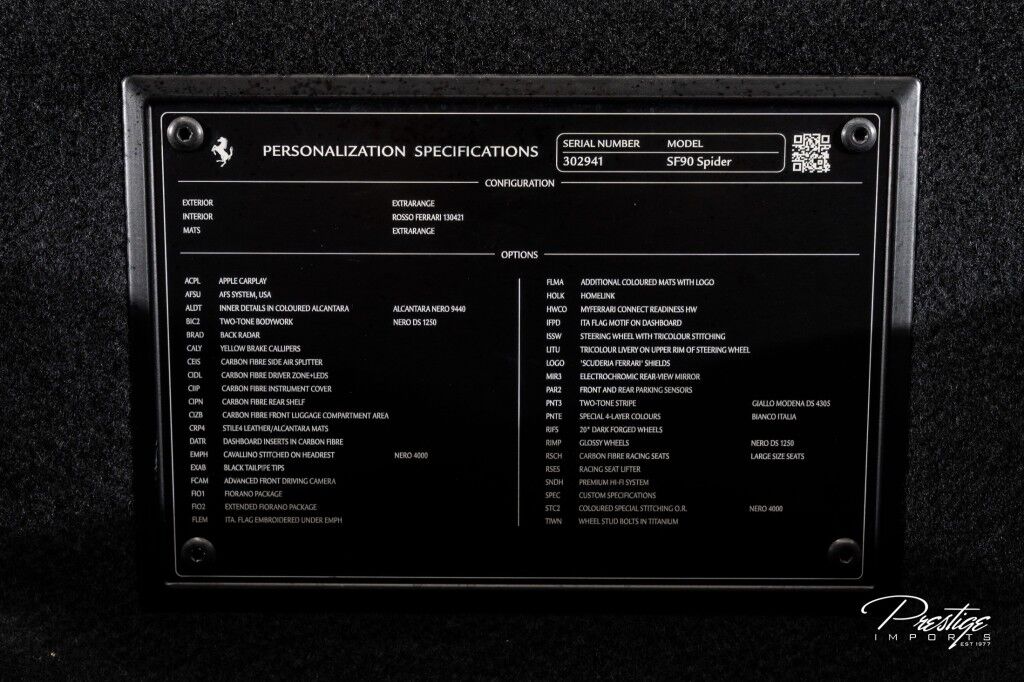 PERSONALIZATION SPECIFICATIONS
SERIAL NUMBER MODEL
302941 SF90 Spider
CONFIGURATION
EXTERIOR EXTRARANGE
INTERIOR ROSSO FERRARI 130421
MATS EXTRARANGE
OPTIONS
ACPL APPLE CARPLAY
AFSU AFS SYSTEM, USA
ALDT INNER DETAILS IN COLOURED ALCANTARA ALCANTARA NERO 9440
BIC2 TWO-TONE BODYWORK NERO DS 1250
BRAD BACK RADAR
CALY YELLOW BRAKE CALLIPERS
CEIS CARBON FIBRE SIDE AIR SPLITTER
CIDL CARBON FIBRE DRIVER ZONE+LEDS
CIIP CARBON FIBRE INSTRUMENT COVER
CIPN CARBON FIBRE REAR SHELF
CIZB CARBON FIBRE FRONT LUGGAGE COMPARTMENT AREA
CRP4 STILE4 LEATHER/ALCANTARA MATS
DATR DASHBOARD INSERTS IN CARBON FIBRE
EMPH CAVALLINO STITCHED ON HEADREST NERO 4000
EXAB BLACK TAILPIPE TIPS
FCAM ADVANCED FRONT DRIVING CAMERA
FIO1 FIORANO PACKAGE
FIO2 EXTENDED FIORANO PACKAGE
FLEM ITA. FLAG EMBROIDERED UNDER EMPH
FLMA ADDITIONAL COLOURED MATS WITH LOGO
HOLK HOMELINK
HWCO MYFERRARI CONNECT READINESS HW
IFPD ITA FLAG MOTIF ON DASHBOARD
ISSW STEERING WHEEL WITH TRICOLOUR STITCHING
LITU TRICOLOUR LIVERY ON UPPER RIM OF STEERING WHEEL
LOGO "SCUDERIA FERRARI" SHIELDS
MIR3 ELECTROCHROMIC REAR-VIEW MIRROR
PAR2 FRONT AND REAR PARKING SENSORS
PNT3 TWO-TONE STRIPE GIALLO MODENA DS 4305
PNTE SPECIAL 4-LAYER COLOURS BIANCO ITALIA
RIFS 20" DARK FORGED WHEELS
RIMP GLOSSY WHEELS NERO DS 1250
RSCH CARBON FIBRE RACING SEATS LARGE SIZE SEATS
RSES RACING SEAT LIFTER
SNDH PREMIUM HI-FI SYSTEM
SPEC CUSTOM SPECIFICATIONS
STC2 COLOURED SPECIAL STITCHING O.R. NERO 4000
TIWN WHEEL STUD BOLTS IN TITANIUM
Prestige
IMPORTS
EST 1977